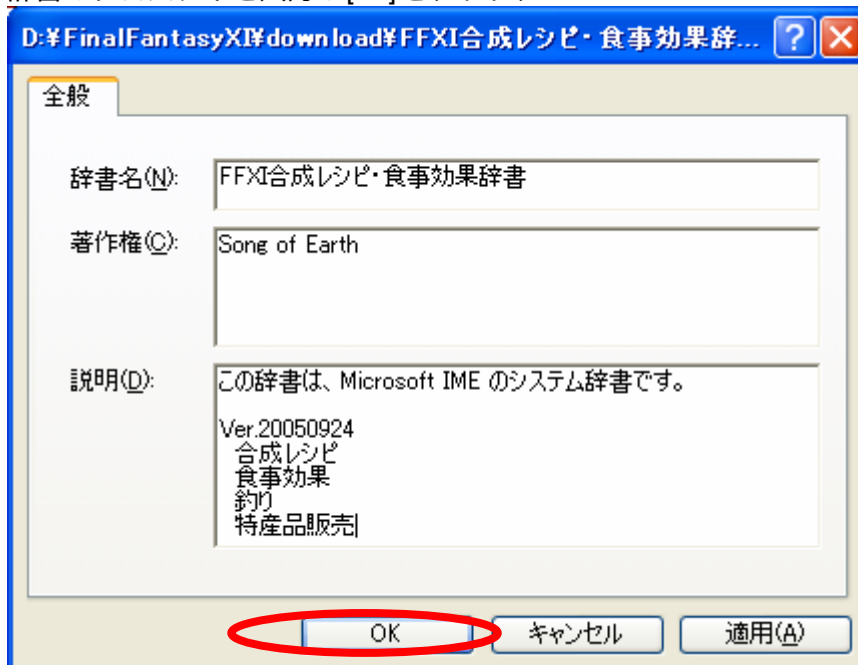 D:¥FinalFantasyXI¥download¥FFXI合成レシピ・食事効果辞...
全般
辞書名(N):
FFXI合成レシピ・食事効果辞書
著作権(C):
Song of Earth
説明(D):
この辞書は、Microsoft IME のシステム辞書です。
Ver.20050924
合成レシピ
食事効果
釣り
特産品販売
OK
キャンセル
適用(A)